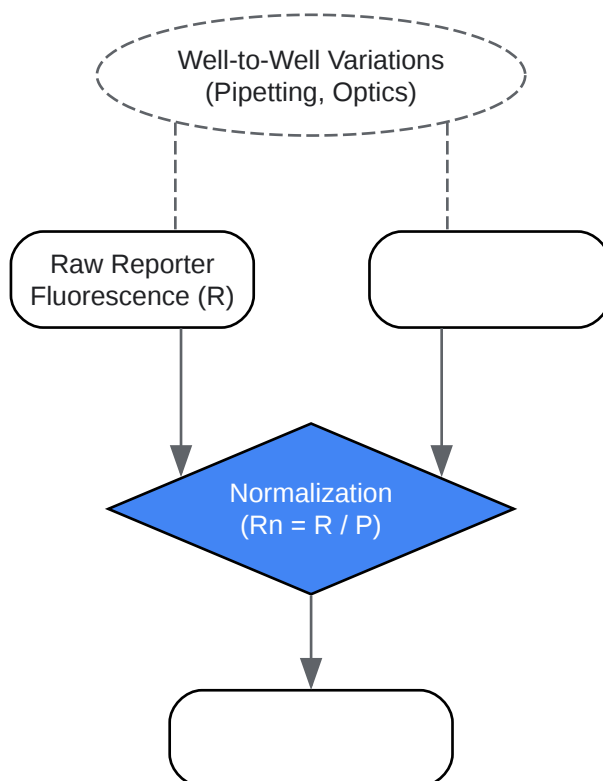 Well-to-Well Variations
(Pipetting, Optics)
Raw Reporter
Fluorescence (R)
Normalization
(Rn = R / P)